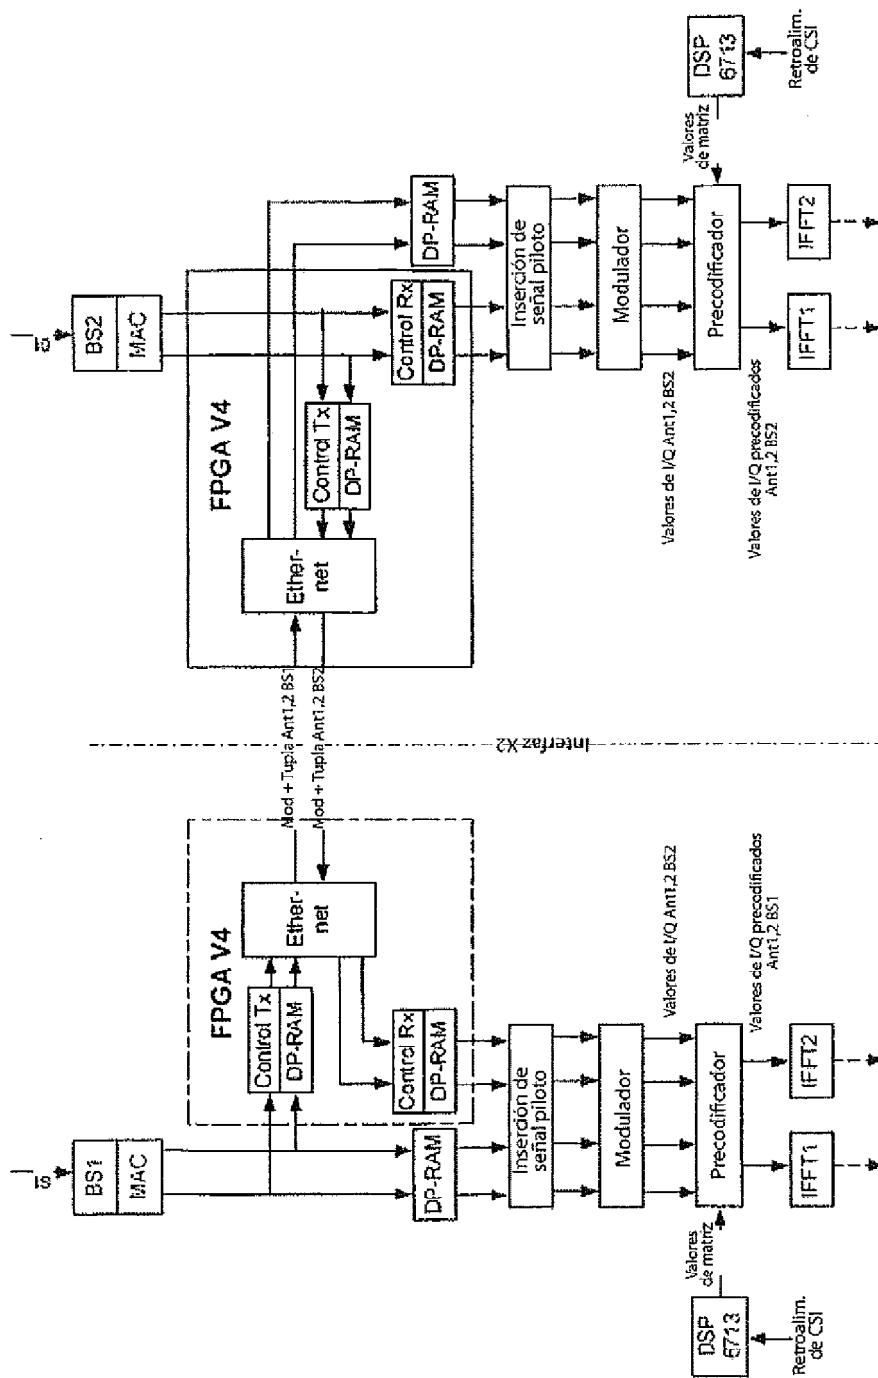 S1
BS1
MAC
BS2
MAC
FPGA V4
FPGA V4
Control Tx
DP-RAM
Ether-
net
Mod + Tupla Ant1,2 BS1
Mod + Tupla Ant1,2 BS2
Ether-
net
Control Tx
DP-RAM
DP-RAM
Control Rx
DP-RAM
Control Rx
DP-RAM
DP-RAM
Interfaz X2
Inserción de
señal piloto
Inserción de
señal piloto
Modulador
Modulador
Valores de I/Q Ant1,2 BS2
Valores de I/Q Ant1,2 BS2
DSP
6713
Valores
de matriz
Precodificador
Precodificador
Valores
de matriz
DSP
6713
Retroalim.
de CSI
Valores de I/Q precodificados
Ant1,2 BS1
Valores de I/Q precodificados
Ant1,2 BS2
Retroalim.
de CSI
IFFT1
IFFT2
IFFT1
IFFT2